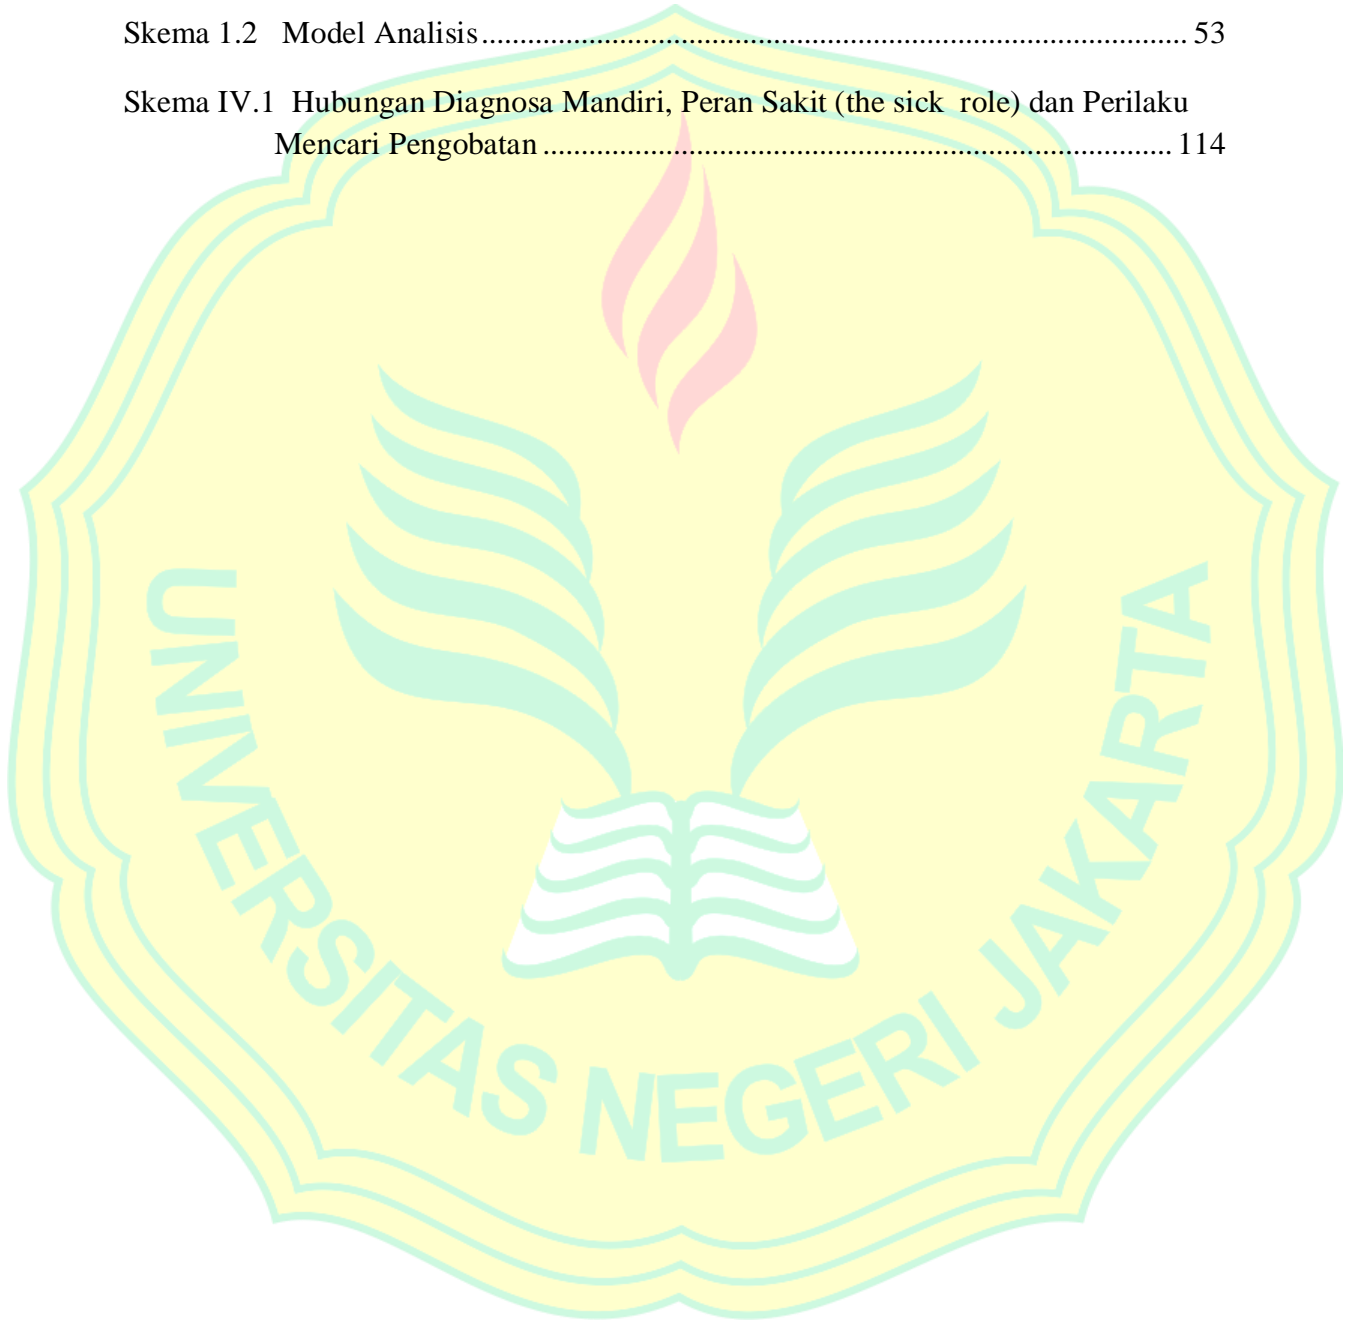 Skema 1.2   Model Analisis............................................................................................ 53
Skema IV.1  Hubungan Diagnosa Mandiri, Peran Sakit (the sick  role) dan Perilaku
Mencari Pengobatan ................................................................................... 114
UNIVERSITAS NEGERI JAKARTA